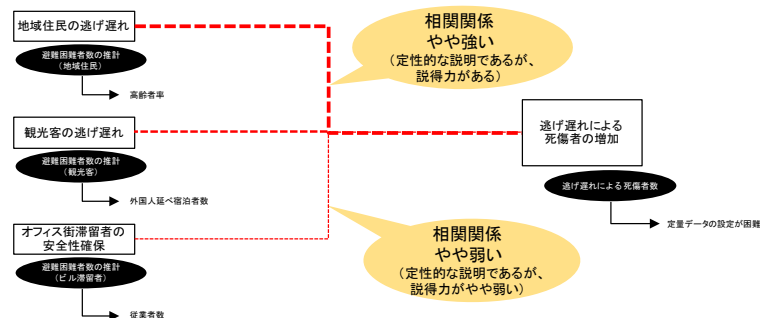 地域住民の逃げ遅れ
避難困難者数の推計
(地域住民)
高齢者率
相関関係
やや強い
(定性的な説明であるが、
説得力がある)
観光客の逃げ遅れ
避難困難者数の推計
(観光客)
外国人延べ宿泊者数
逃げ遅れによる
死傷者の増加
逃げ遅れによる死傷者数
定量データの設定が困難
オフィス街滞留者の
安全性確保
避難困難者数の推計
(ビル滞留者)
従業者数
相関関係
やや弱い
(定性的な説明であるが、
説得力がやや弱い)